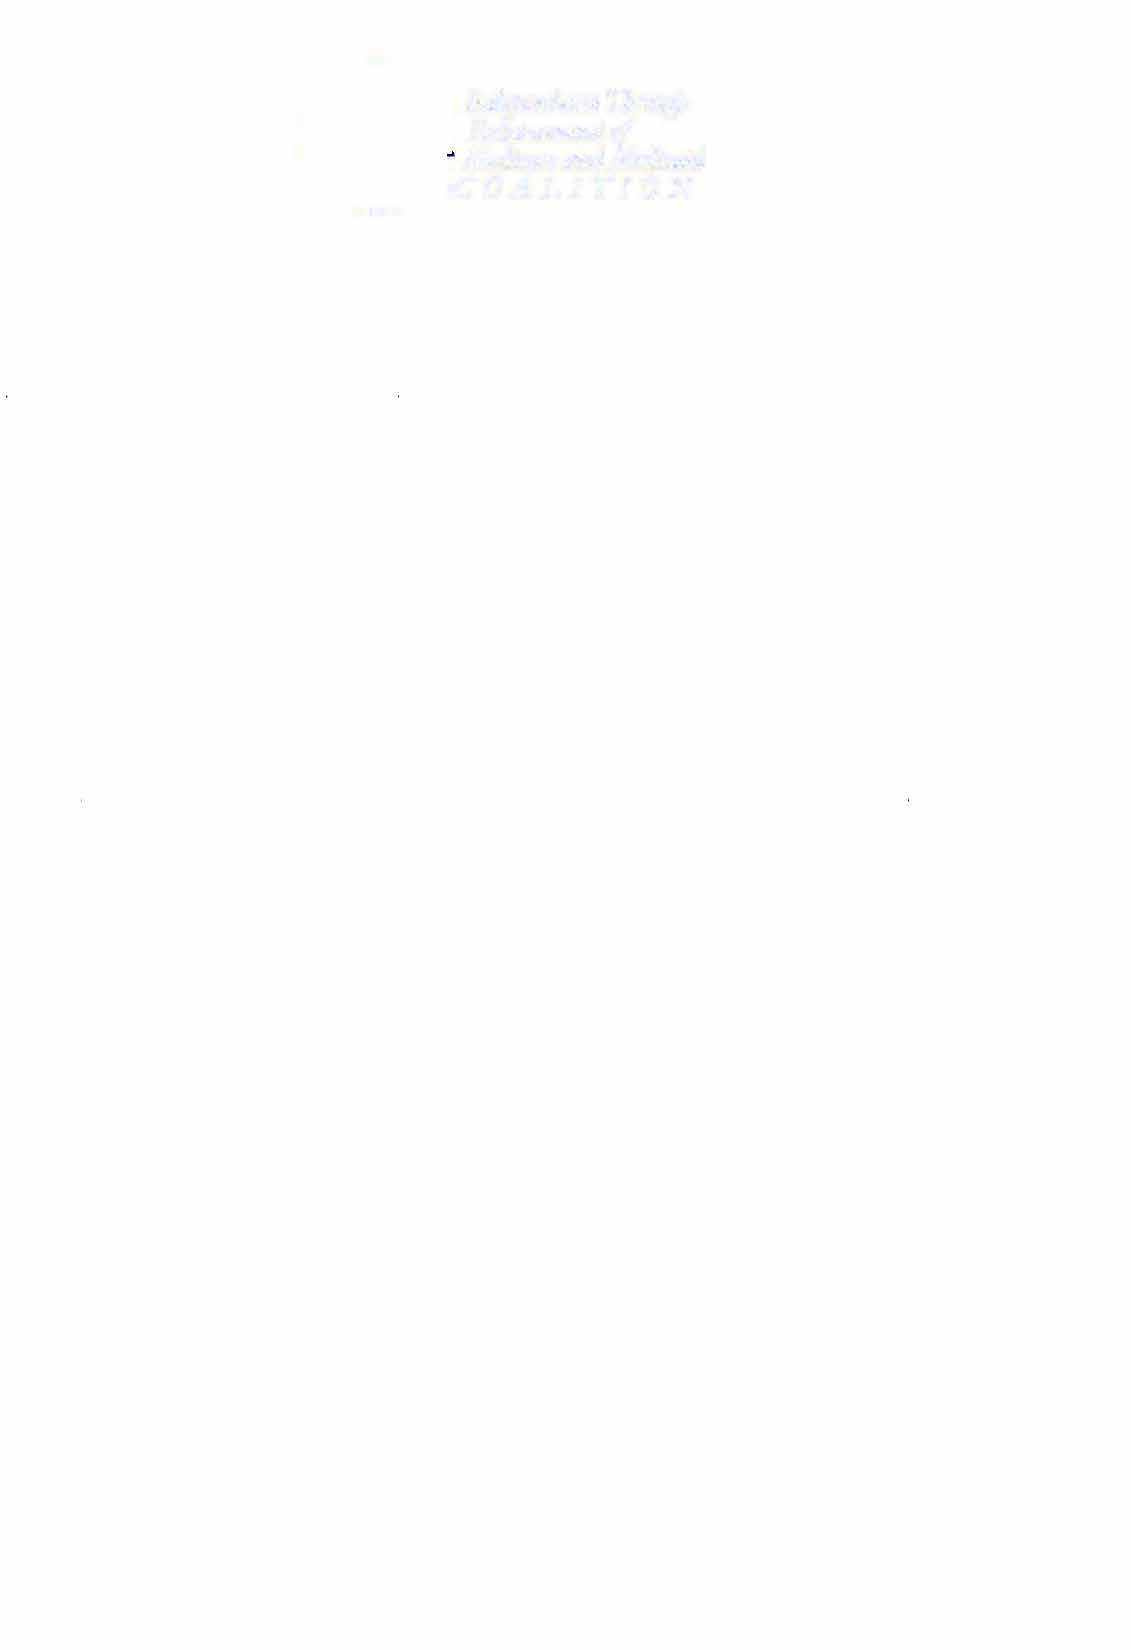 Independence Through
Enhancement of
Medicare and Medicaid
COALITION